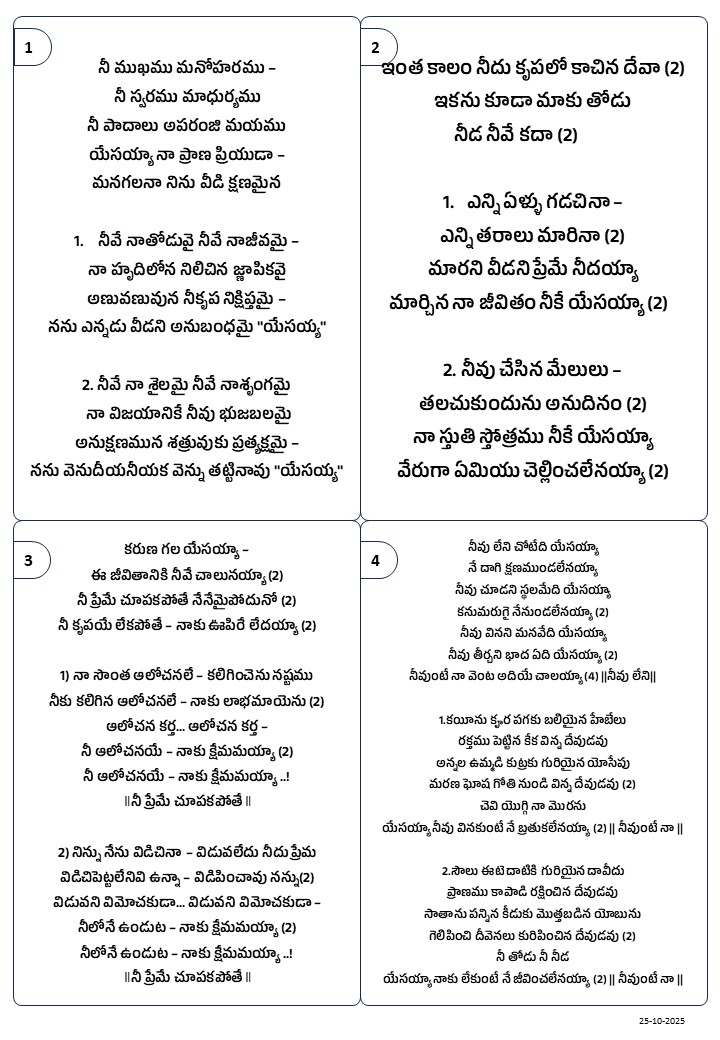 1
నీ ముఖము మనోహరము –
నీ స్వరము మాధుర్యము
నీ పాదాలు అపరంజి మయము
యేసయ్యా నా ప్రాణ ప్రియుడా –
మనగలనా నిను వీడి క్షణమైన
1. నీవే నాతోడువై నీవే నాజీవమై –
నా హృదిలోన నిలిచిన జ్ఞాపికవై
అణువణువున నీకృప నిక్షిప్తమై –
నను ఎన్నడు వీడని అనుబంధమై "యేసయ్య"
2. నీవే నా శైలమై నీవే నాశృంగమై
నా విజయానికే నీవు భుజబలమై
అనుక్షణమున శత్రువుకు ప్రత్యక్షమై –
నను వెనుదీయనీయక వెన్ను తట్టినావు "యేసయ్య"
2
ఇంత కాలం నీదు కృపలో కాచిన దేవా (2)
ఇకను కూడా మాకు తోడు
నీడ నీవే కదా (2)
1. ఎన్ని ఏళ్ళు గడచినా –
ఎన్ని తరాలు మారినా (2)
మారని వీడని ప్రేమే నీదయ్యా
మార్చిన నా జీవితం నీకే యేసయ్యా (2)
2. నీవు చేసిన మేలులు –
తలచుకుందును అనుదినం (2)
నా స్తుతి స్తోత్రము నీకే యేసయ్యా
వేరుగా ఏమియు చెల్లించలేనయ్యా (2)
3
కరుణ గల యేసయ్యా –
ఈ జీవితానికి నీవే చాలునయ్యా (2)
నీ ప్రేమే చూపకపోతే నేనేమైపోదునో (2)
నీ కృపయే లేకపోతే – నాకు ఊపిరే లేదయ్యా (2)
1) నా సొంత ఆలోచనలే – కలిగించెను నష్టము
నీకు కలిగిన ఆలోచనలే – నాకు లాభమాయెను (2)
ఆలోచన కర్త... ఆలోచన కర్త –
నీ ఆలోచనయే – నాకు క్షేమమయ్యా (2)
నీ ఆలోచనయే – నాకు క్షేమమయ్యా ..!
॥నీ ప్రేమే చూపకపోతే॥
2) నిన్ను నేను విడిచినా – విడువలేదు నీదు ప్రేమ
విడిచిపెట్టలేనివి ఉన్నా – విడిపించావు నన్ను(2)
విడువని విమోచకుడా... విడువని విమోచకుడా –
నీలోనే ఉండుట – నాకు క్షేమమయ్యా (2)
నీలోనే ఉండుట – నాకు క్షేమమయ్యా ..!
॥నీ ప్రేమే చూపకపోతే॥
4
నీవు లేని చోటేది యేసయ్యా
నే దాగి క్షణముండలేనయ్యా
నీవు చూడని స్థలమేది యేసయ్యా
కనుమరుగై నేనుండలేనయ్యా (2)
నీవు వినని మనవేది యేసయ్యా
నీవు తీర్చని భాద ఏది యేసయ్యా (2)
నీవుంటే నా వెంట అదియే చాలయ్యా (4) ||నీవు లేని||
1.కయీను క్రూర పగకు బలియైన హేబేలు
రక్తము పెట్టిన కేక విన్న దేవుడవు
అన్నల ఉమ్మడి కుట్రకు గురియైన యోసేపు
మరణ ఘోష గోతి నుండి విన్న దేవుడవు (2)
చెవి యొగ్గి నా మొరను
యేసయ్యా నీవు వినకుంటే నే బ్రతుకలేనయ్యా (2) || నీవుంటే నా ||
2.సౌలు ఈటె దాటికి గురియైన దావీదు
ప్రాణము కాపాడి రక్షించిన దేవుడవు
సాతాను పన్నిన కీడుకు మొత్తబడిన యోబును
గెలిపించి దీవెనలు కురిపించిన దేవుడవు (2)
నీ తోడు నీ నీడ
యేసయ్యా నాకు లేకుంటే నే జీవించలేనయ్యా (2) || నీవుంటే నా ||
25-10-2025